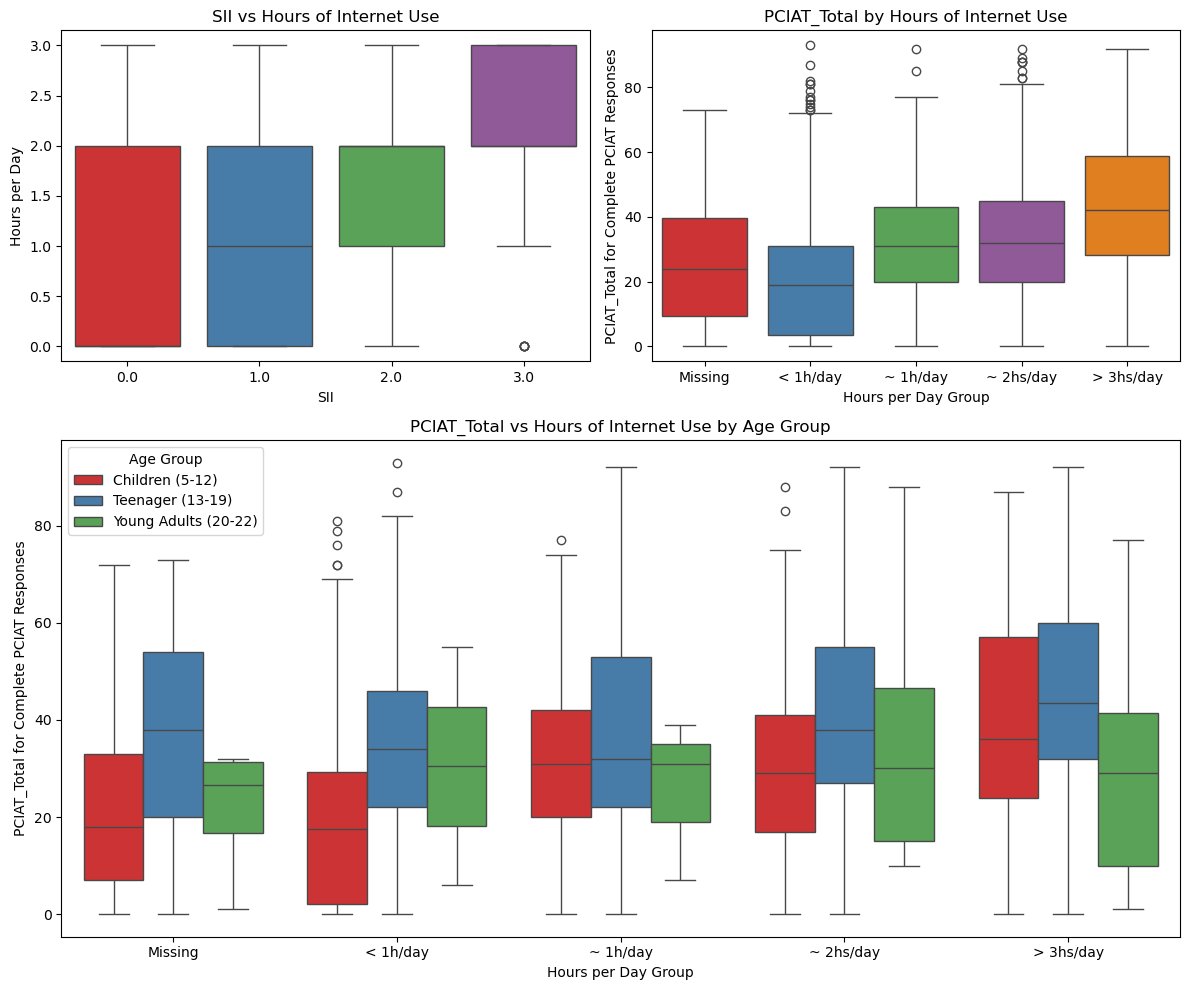 SII vs Hours of Internet Use
Hours per Day
3.0
2.5
2.0
1.5
1.0
0.5
0.0
0.0 1.0 2.0 3.0
SII
PCIAT_Total by Hours of Internet Use
PCIAT_Total for Complete PCIAT Responses
80
60
40
20
0
Missing < 1h/day ~ 1h/day ~ 2hs/day > 3hs/day
Hours per Day Group
PCIAT_Total vs Hours of Internet Use by Age Group
Age Group
Children (5-12)
Teenager (13-19)
Young Adults (20-22)
PCIAT_Total for Complete PCIAT Responses
80
60
40
20
0
Missing < 1h/day ~ 1h/day ~ 2hs/day > 3hs/day
Hours per Day Group